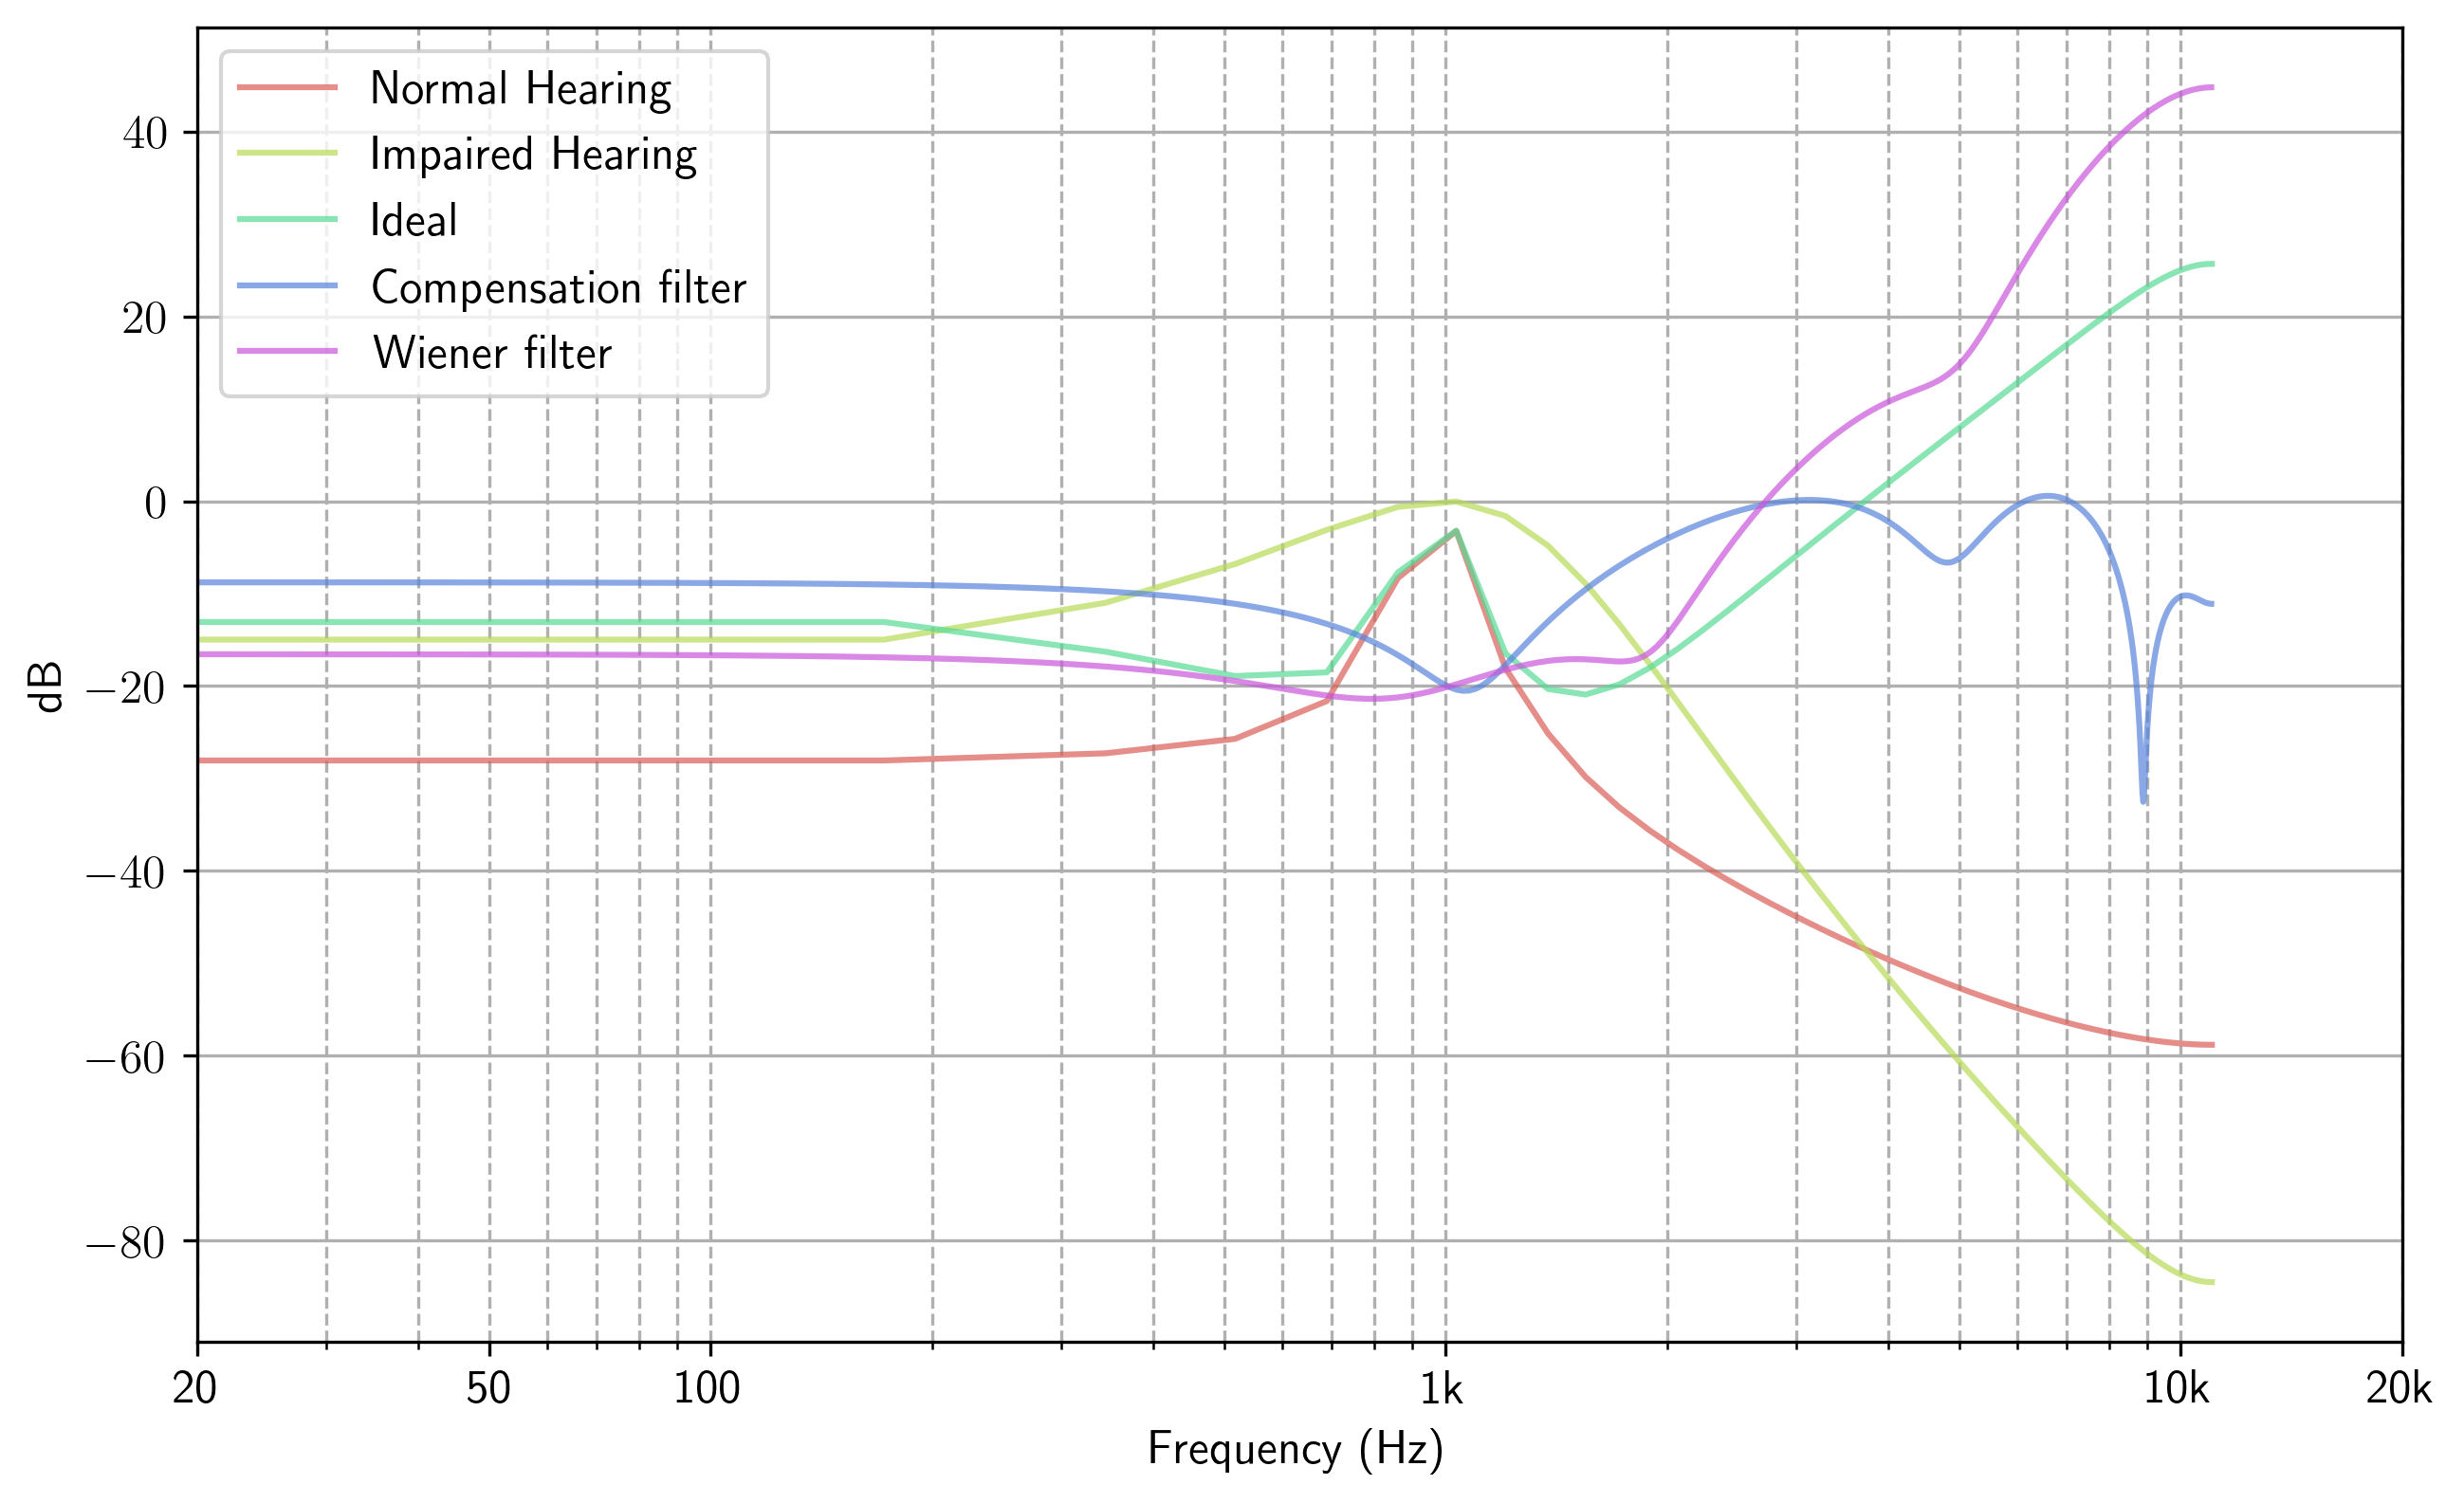 Normal Hearing
Impaired Hearing
Ideal
Compensation filter
Wiener filter
40
20
0
−20
−40
−60
−80
dB
20 50 100 1k 10k 20k
Frequency (Hz)